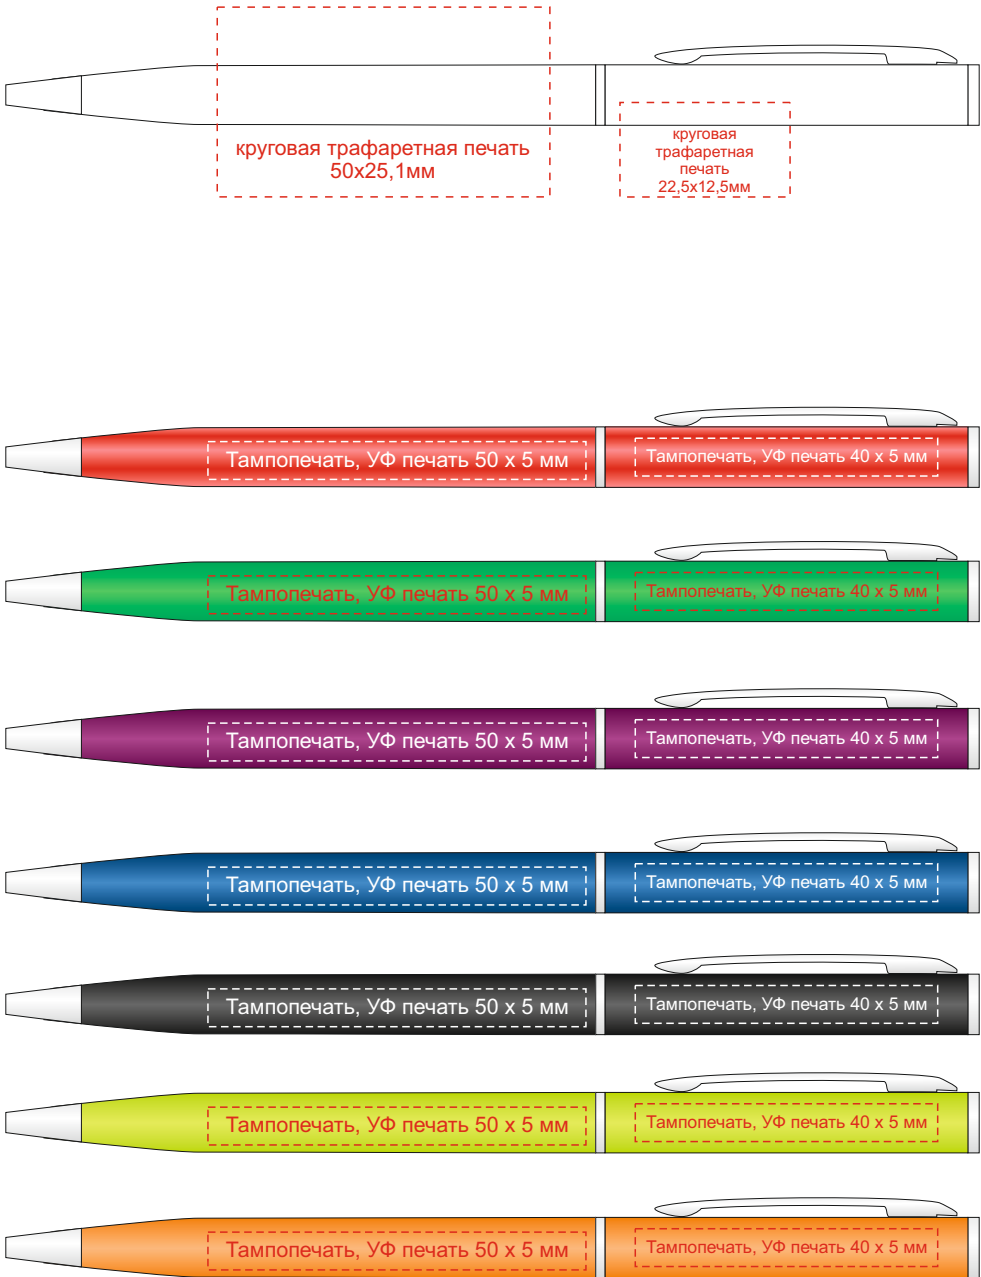 круговая трафаретная печать
50х25,1мм
круговая
трафаретная
печать
22,5х12,5мм
Тампопечать, УФ печать 50 х 5 мм
Тампопечать, УФ печать 40 х 5 мм
Тампопечать, УФ печать 50 х 5 мм
Тампопечать, УФ печать 40 х 5 мм
Тампопечать, УФ печать 50 х 5 мм
Тампопечать, УФ печать 40 х 5 мм
Тампопечать, УФ печать 50 х 5 мм
Тампопечать, УФ печать 40 х 5 мм
Тампопечать, УФ печать 50 х 5 мм
Тампопечать, УФ печать 40 х 5 мм
Тампопечать, УФ печать 50 х 5 мм
Тампопечать, УФ печать 40 х 5 мм
Тампопечать, УФ печать 50 х 5 мм
Тампопечать, УФ печать 40 х 5 мм